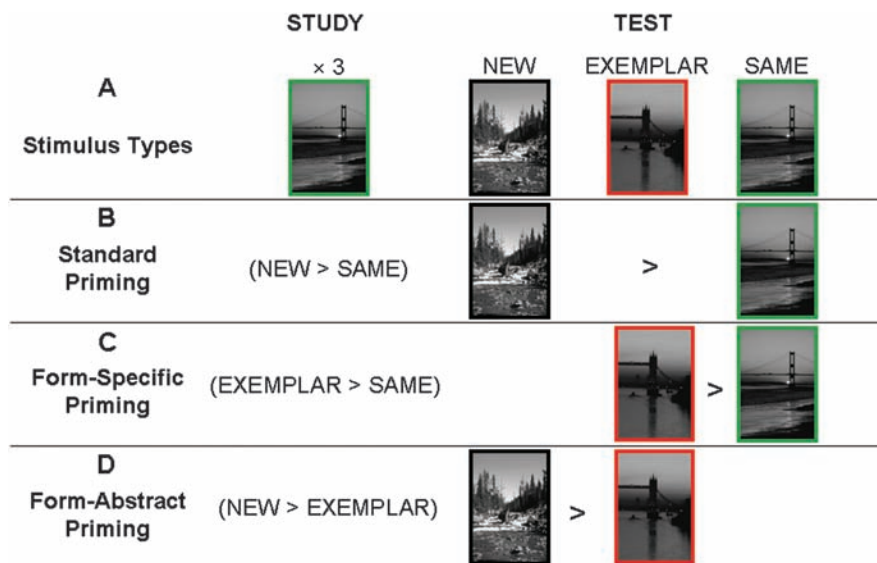 STUDY TEST
× 3 NEW EXEMPLAR SAME
A
Stimulus Types
B
Standard
Priming
(NEW > SAME) >
C
Form-Specific
Priming
(EXEMPLAR > SAME) >
D
Form-Abstract
Priming
(NEW > EXEMPLAR) >